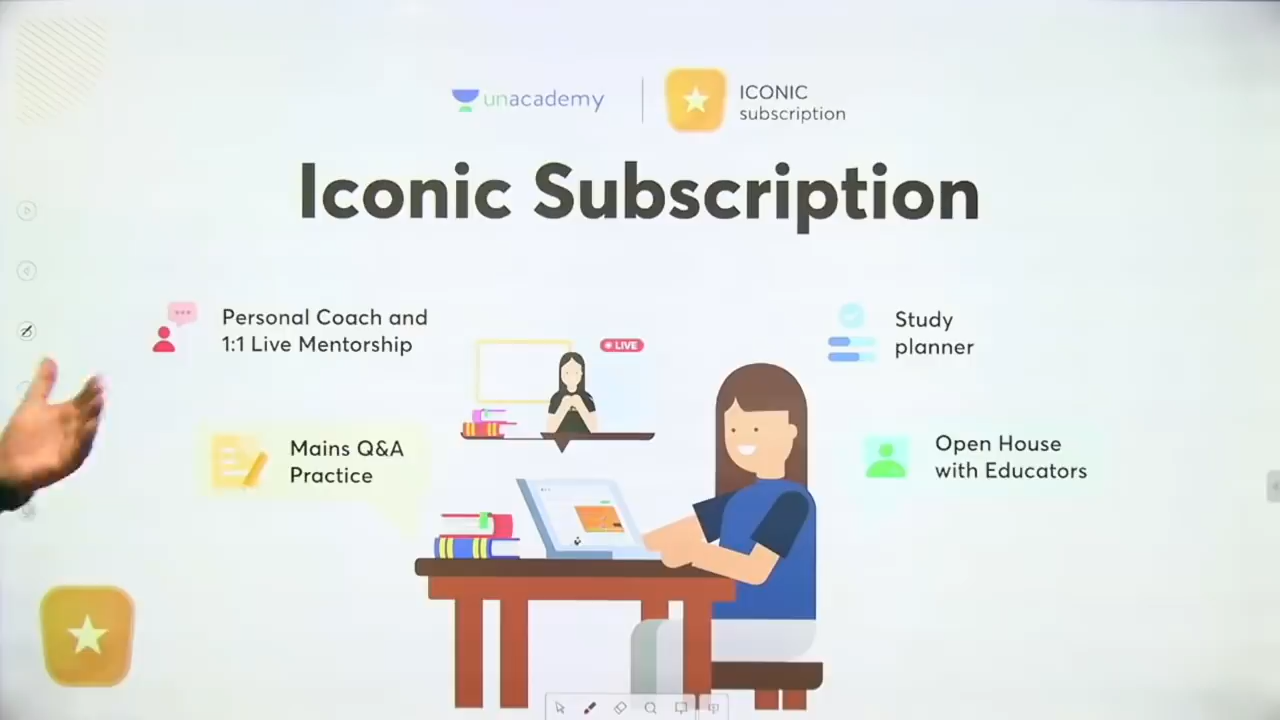 unacademy
ICONIC
subscription
Iconic Subscription
Personal Coach and
1:1 Live Mentorship
LIVE
Study
planner
Mains Q&A
Practice
Open House
with Educators